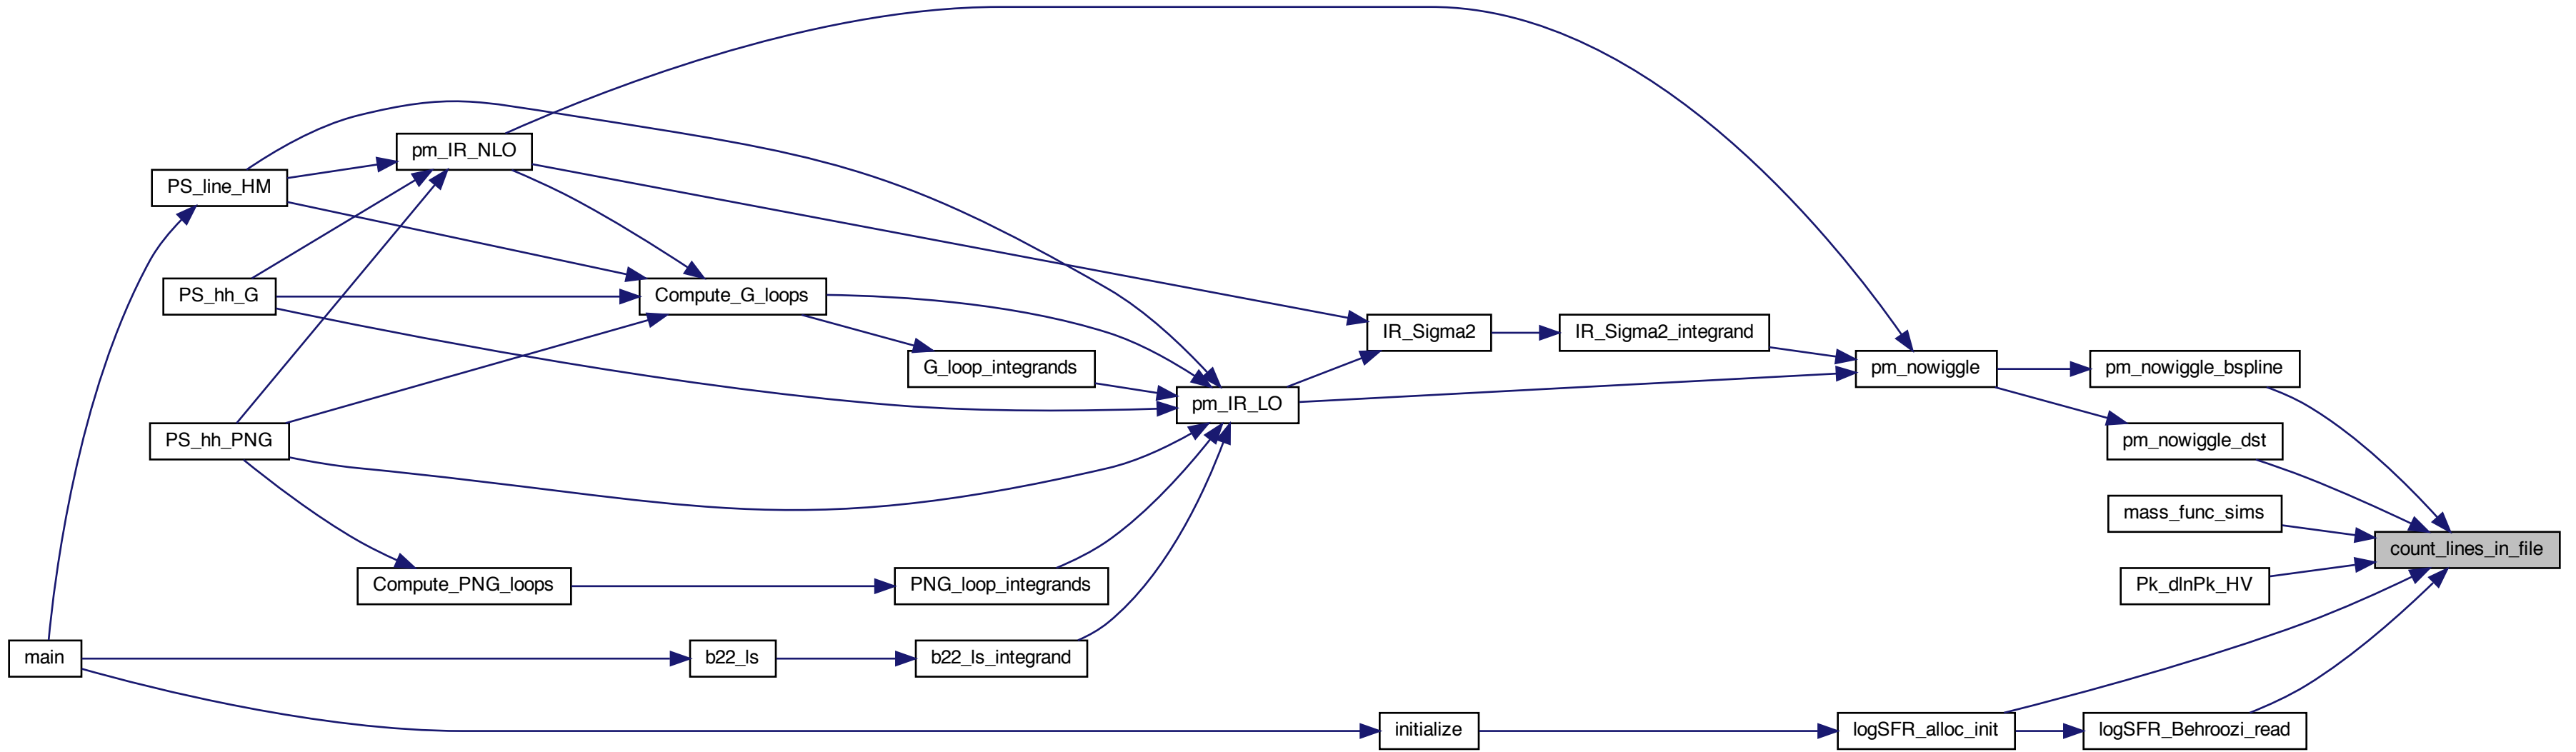 pm_IR_NLO
PS_line_HM
PS_hh_G
Compute_G_loops
IR_Sigma2
IR_Sigma2_integrand
G_loop_integrands
pm_nowiggle
pm_nowiggle_bspline
pm_IR_LO
PS_hh_PNG
pm_nowiggle_dst
mass_func_sims
count_lines_in_file
Compute_PNG_loops
PNG_loop_integrands
Pk_dlnPk_HV
main
b22_ls
b22_ls_integrand
initialize
logSFR_alloc_init
logSFR_Behroozi_read